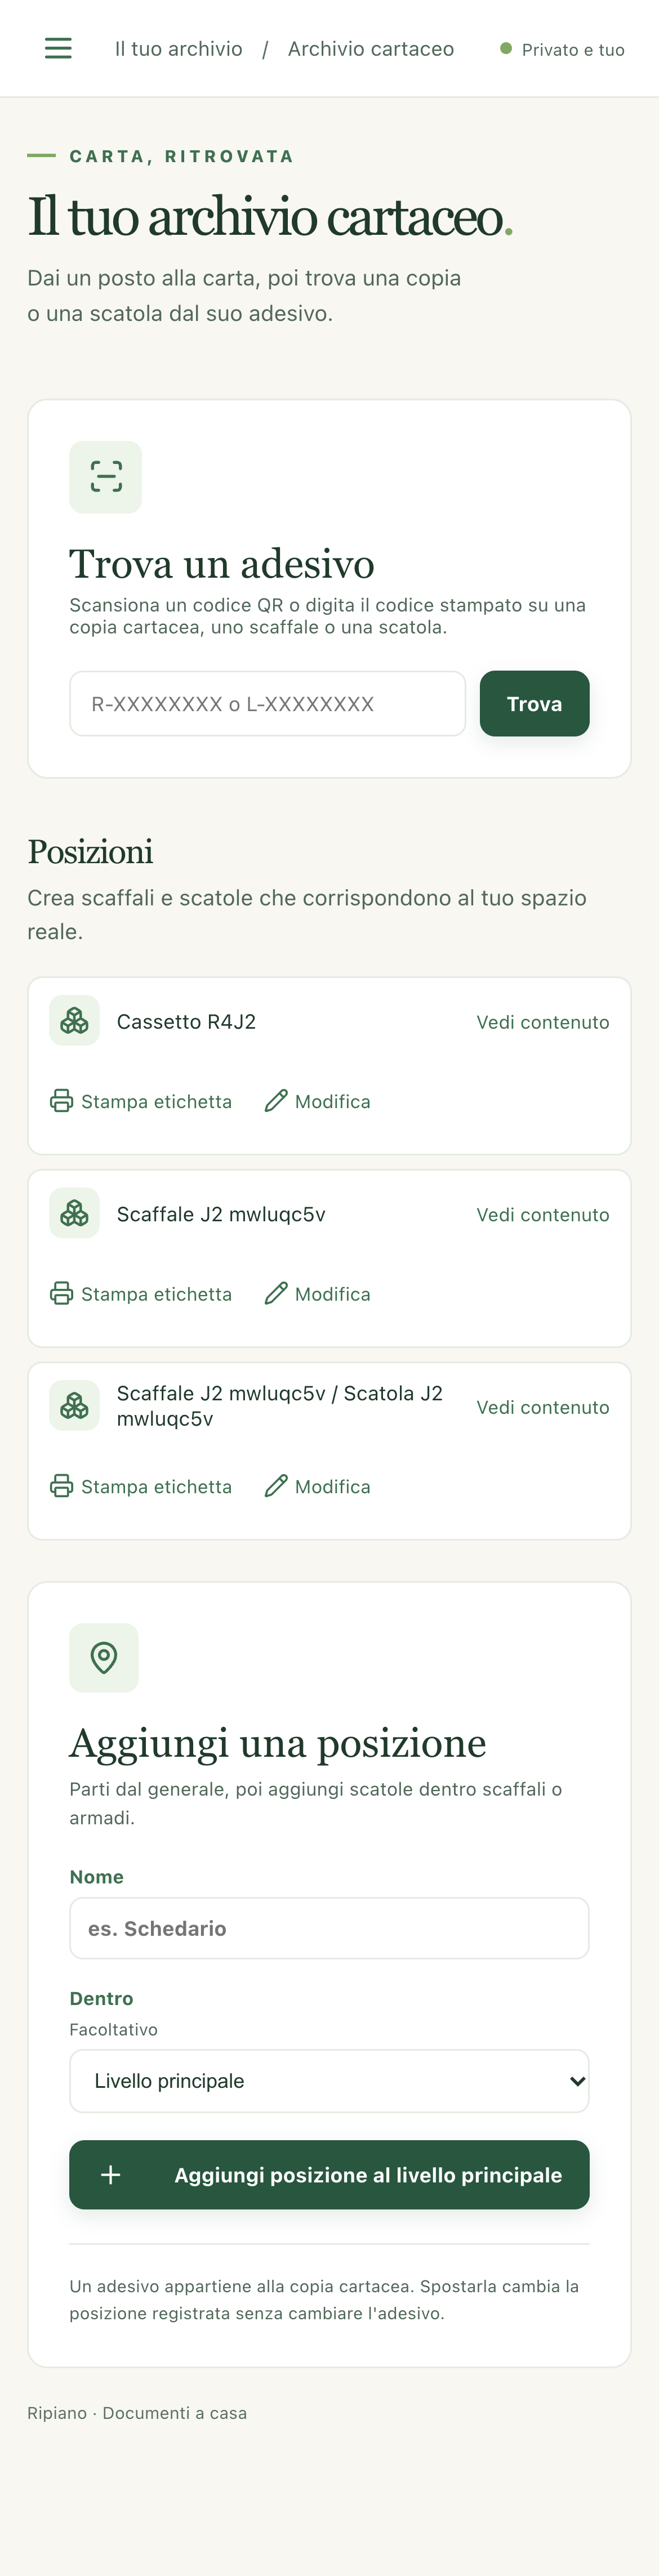 Il tuo archivio / Archivio cartaceo
Privato e tuo
CARTA, RITROVATA
Il tuo archivio cartaceo.
Dai un posto alla carta, poi trova una copia
o una scatola dal suo adesivo.
Trova un adesivo
Scansiona un codice QR o digita il codice stampato su una
copia cartacea, uno scaffale o una scatola.
R-XXXXXXXX o L-XXXXXXXX
Trova
Posizioni
Crea scaffali e scatole che corrispondono al tuo spazio
reale.
Cassetto R4J2
Vedi contenuto
Stampa etichetta
Modifica
Scaffale J2 mwluqc5v
Vedi contenuto
Stampa etichetta
Modifica
Scaffale J2 mwluqc5v / Scatola J2
mwluqc5v
Vedi contenuto
Stampa etichetta
Modifica
Aggiungi una posizione
Parti dal generale, poi aggiungi scatole dentro scaffali o
armadi.
Nome
es. Schedario
Dentro
Facoltativo
Livello principale
Aggiungi posizione al livello principale
Un adesivo appartiene alla copia cartacea. Spostarla cambia la
posizione registrata senza cambiare l'adesivo.
Ripiano · Documenti a casa